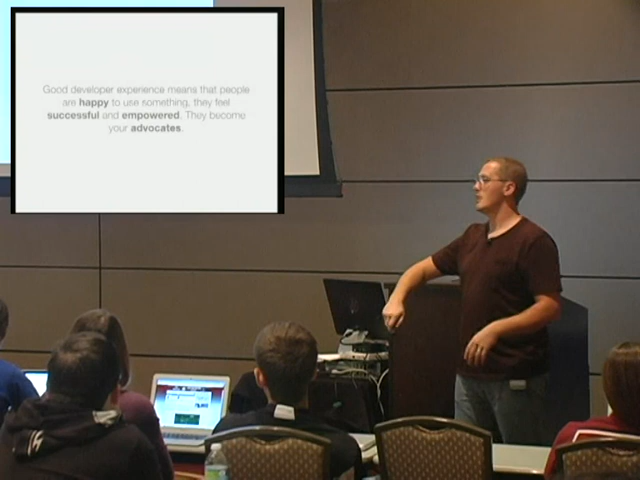 Good developer experience means that people
are happy to use something, they feel
successful and empowered. They become
your advocates.